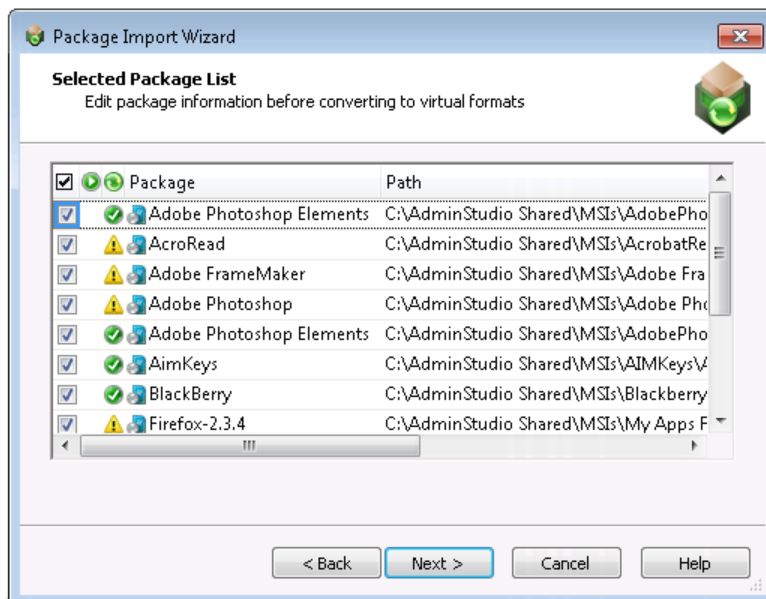 Package Import Wizard
Selected Package List
Edit package information before converting to virtual formats
Package Path
Adobe Photoshop Elements C:\AdminStudio Shared\MSIs\AdobePho
AcroRead C:\AdminStudio Shared\MSIs\AcrobatRe
Adobe FrameMaker C:\AdminStudio Shared\MSIs\Adobe Fra
Adobe Photoshop C:\AdminStudio Shared\MSIs\Adobe Pho
Adobe Photoshop Elements C:\AdminStudio Shared\MSIs\AdobePho
AimKeys C:\AdminStudio Shared\MSIs\AIMKeys\A
BlackBerry C:\AdminStudio Shared\MSIs\Blackberry
Firefox-2.3.4 C:\AdminStudio Shared\MSIs\My Apps F
< Back Next > Cancel Help